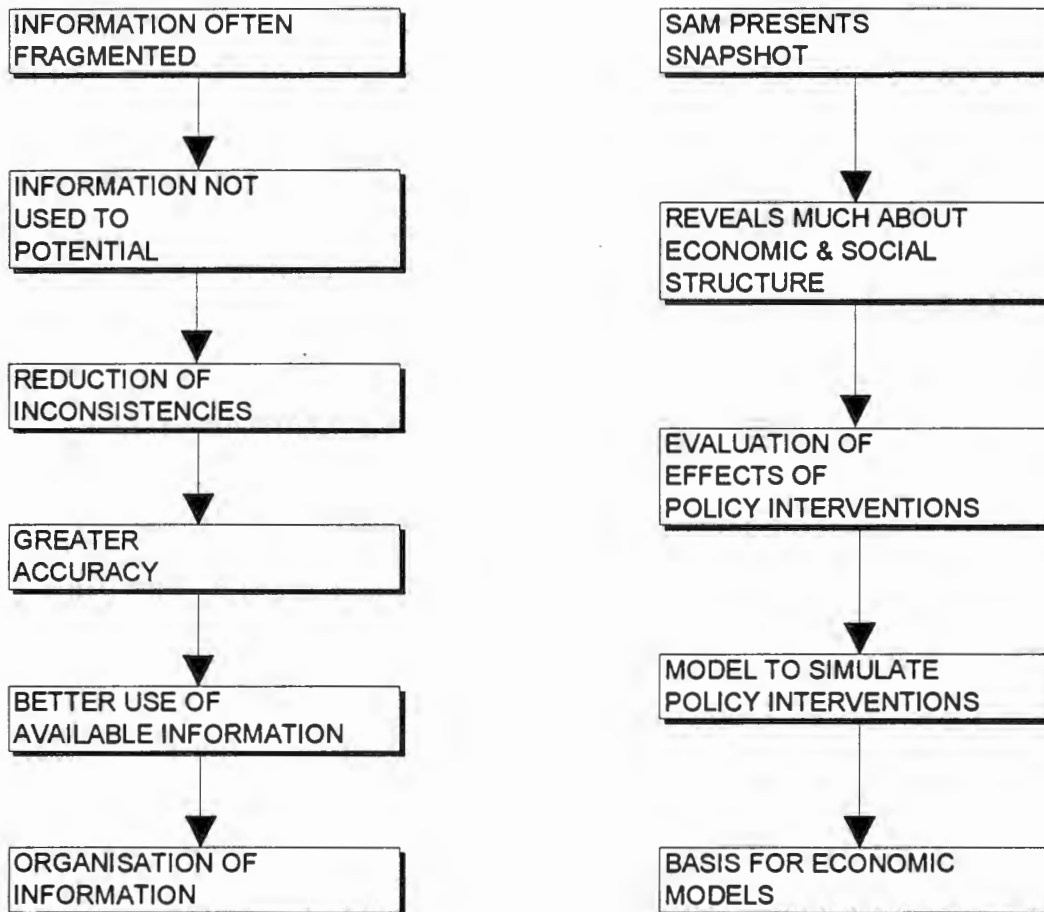 INFORMATION OFTEN
FRAGMENTED
INFORMATION NOT
USED TO
POTENTIAL
REDUCTION OF
INCONSISTENCIES
GREATER
ACCURACY
BETTER USE OF
AVAILABLE INFORMATION
ORGANISATION OF
INFORMATION
SAM PRESENTS
SNAPSHOT
REVEALS MUCH ABOUT
ECONOMIC & SOCIAL
STRUCTURE
EVALUATION OF
EFFECTS OF
POLICY INTERVENTIONS
MODEL TO SIMULATE
POLICY INTERVENTIONS
BASIS FOR ECONOMIC
MODELS